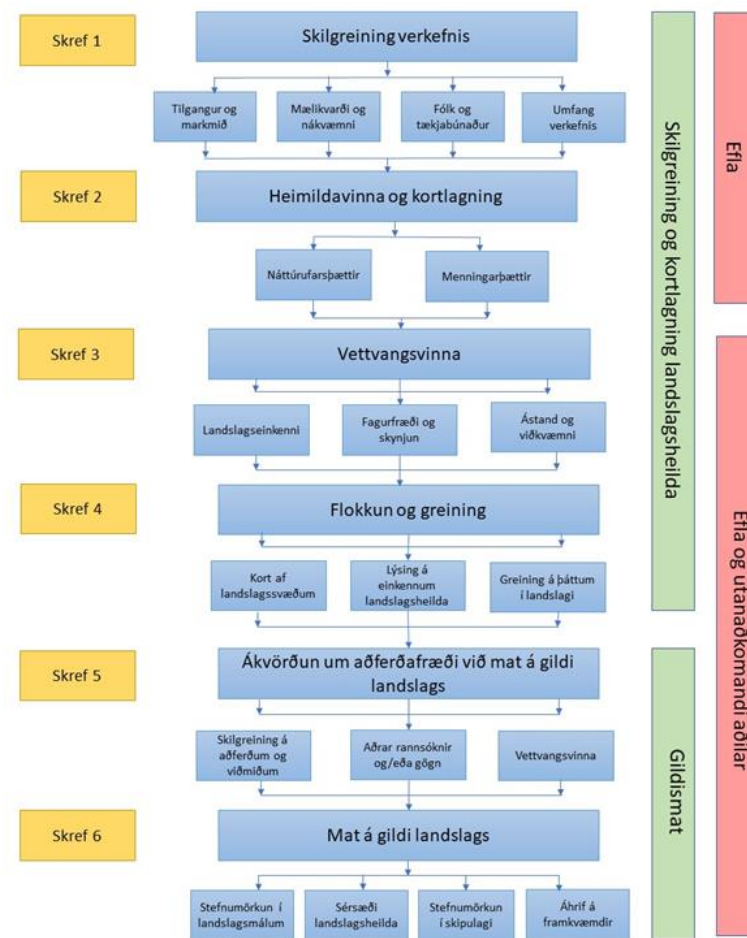 Skref 1
Skilgreining verkefnis
Tilgangur og
markmið
Mælikvarði og
nákvæmni
Fólk og
tækjabúnaður
Umfang
verkefnis
Skref 2
Heimildavinna og kortlagning
Náttúrufarsþættir
Menningarþættir
Skref 3
Vettvangsvinna
Landslagseinkenni
Fagurfræði og
skynjun
Ástand og
viðkvæmni
Skref 4
Flokkun og greining
Kort af
landslagssvæðum
Lýsing á
einkennum
landslagsheilda
Greining á þáttum
í landslagi
Skref 5
Ákvörðun um aðferðafræði við mat á gildi
landslags
Skilgreining á
aðferðum og
viðmiðum
Aðrar rannsóknir
og/eða gögn
Vettvangsvinna
Skref 6
Mat á gildi landslags
Stefnumörkun í
landslagsmálum
Sérsæði
landslagsheilda
Stefnumörkun
í skipulagi
Áhrif á
framkvæmdir
Skilgreining og kortlagning landslagsheilda
Gildismat
Efla
Efla og utanaðkomandi aðilar